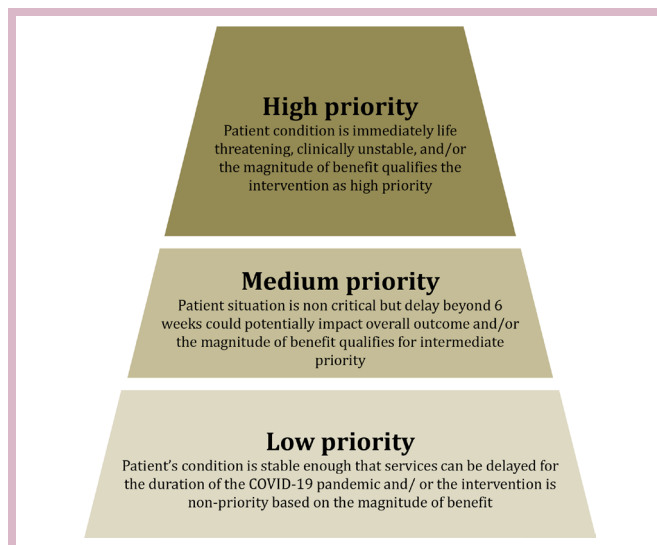 High priority
Patient condition is immediately life
threatening, clinically unstable, and/or
the magnitude of benefit qualifies the
intervention as high priority
Medium priority
Patient situation is non critical but delay beyond 6
weeks could potentially impact overall outcome and/or
the magnitude of benefit qualifies for intermediate
priority
Low priority
Patient’s condition is stable enough that services can be delayed for
the duration of the COVID-19 pandemic and/ or the intervention is
non-priority based on the magnitude of benefit